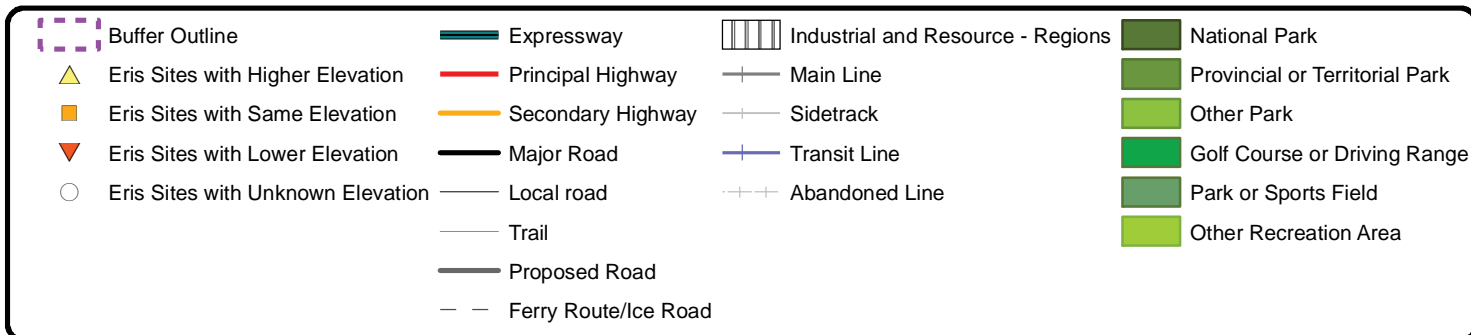 Buffer Outline
Eris Sites with Higher Elevation
Eris Sites with Same Elevation
Eris Sites with Lower Elevation
Eris Sites with Unknown Elevation
Expressway
Principal Highway
Secondary Highway
Major Road
Local road
Trail
Proposed Road
Ferry Route/Ice Road
Industrial and Resource - Regions
Main Line
Sidetrack
Transit Line
Abandoned Line
National Park
Provincial or Territorial Park
Other Park
Golf Course or Driving Range
Park or Sports Field
Other Recreation Area